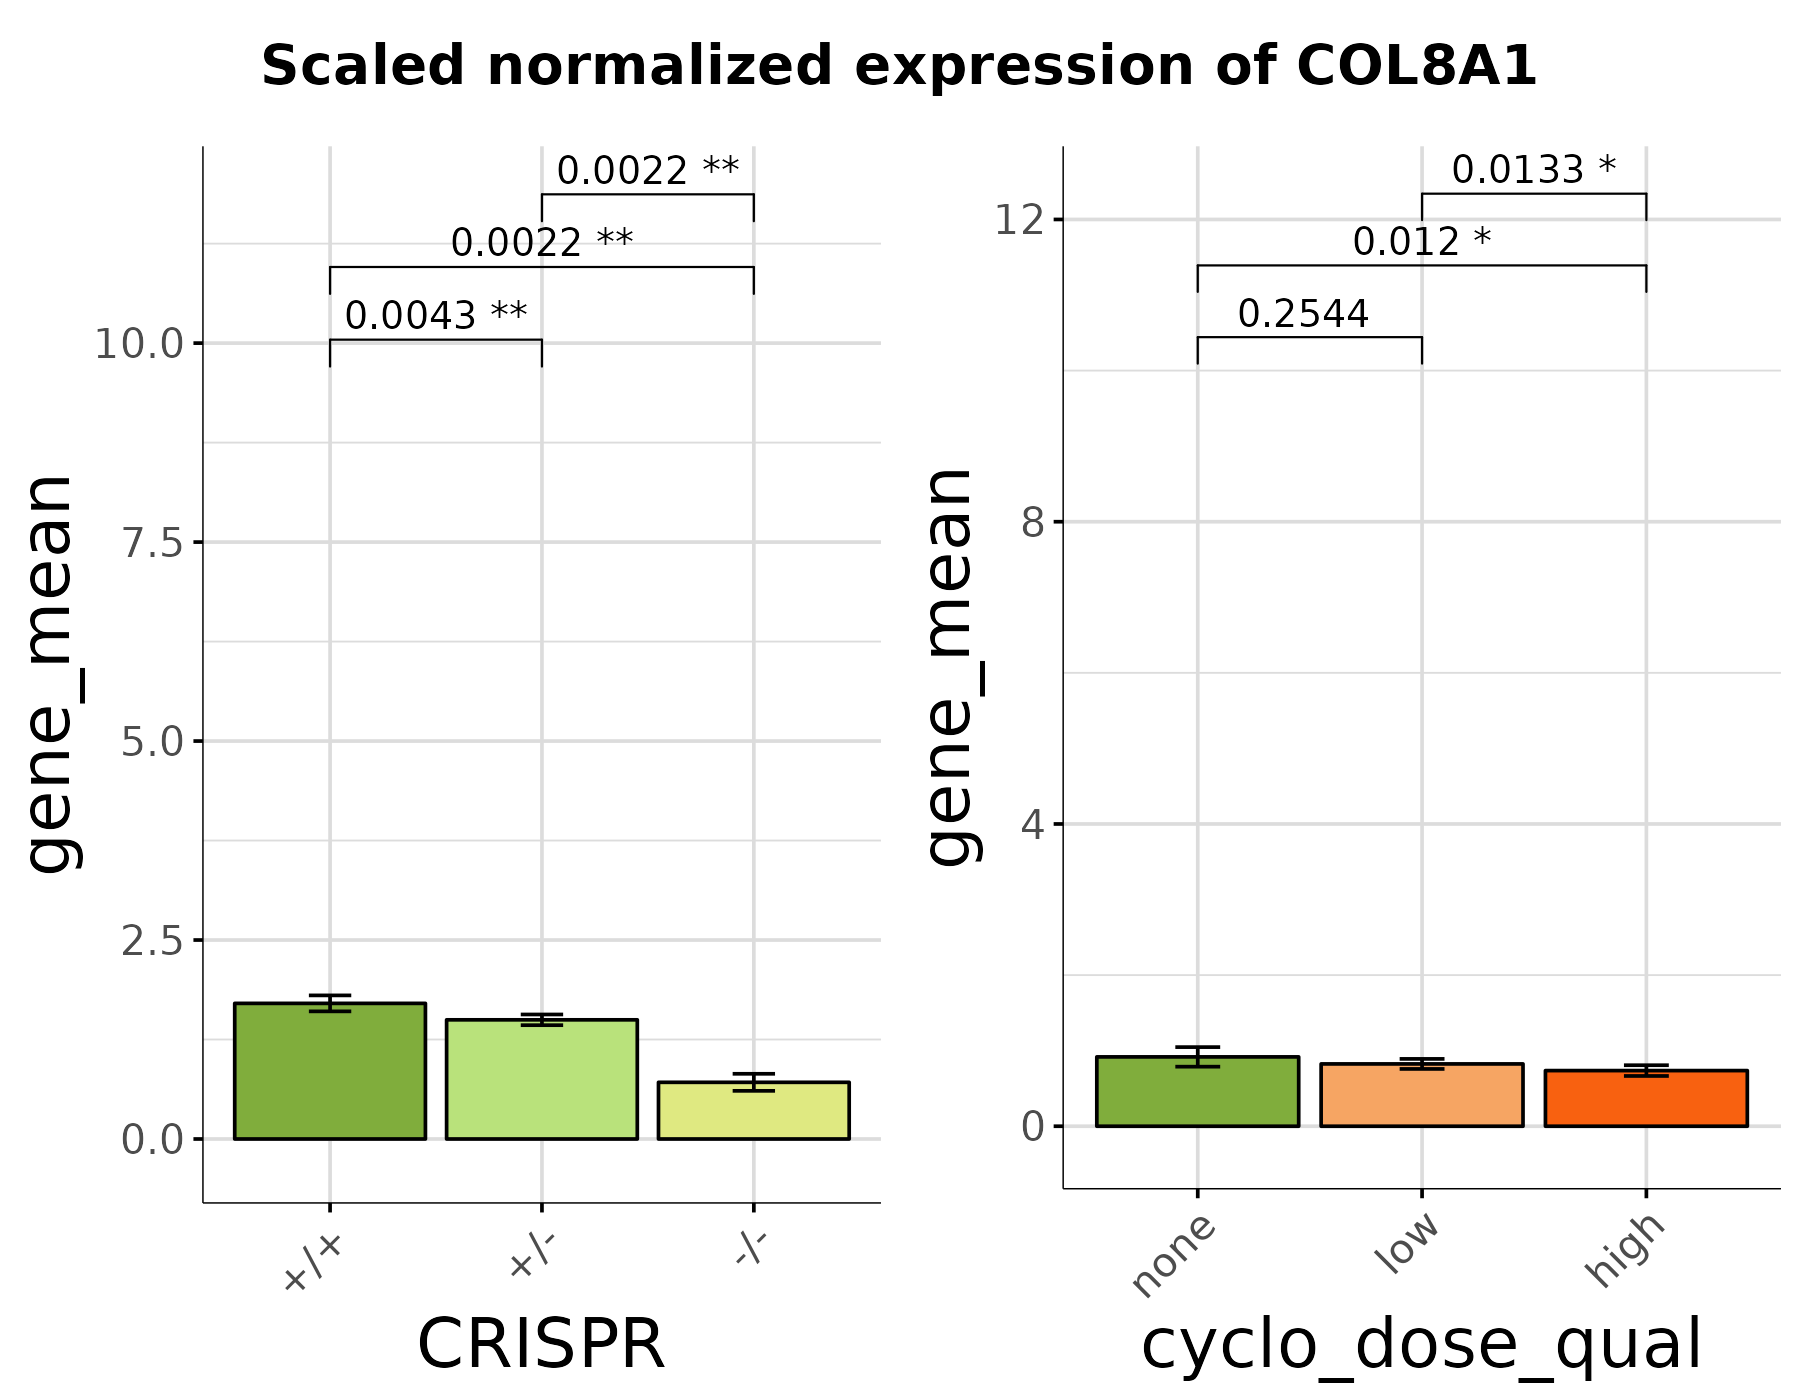 Scaled normalized expression of COL8A1
0.0022 **
0.0022 **
0.0043 **
10.0
7.5
5.0
2.5
0.0
gene_mean
+/+
+/-
-/-
CRISPR
0.0133 *
0.012 *
0.2544
12
8
4
0
gene_mean
none
low
high
cyclo_dose_qual